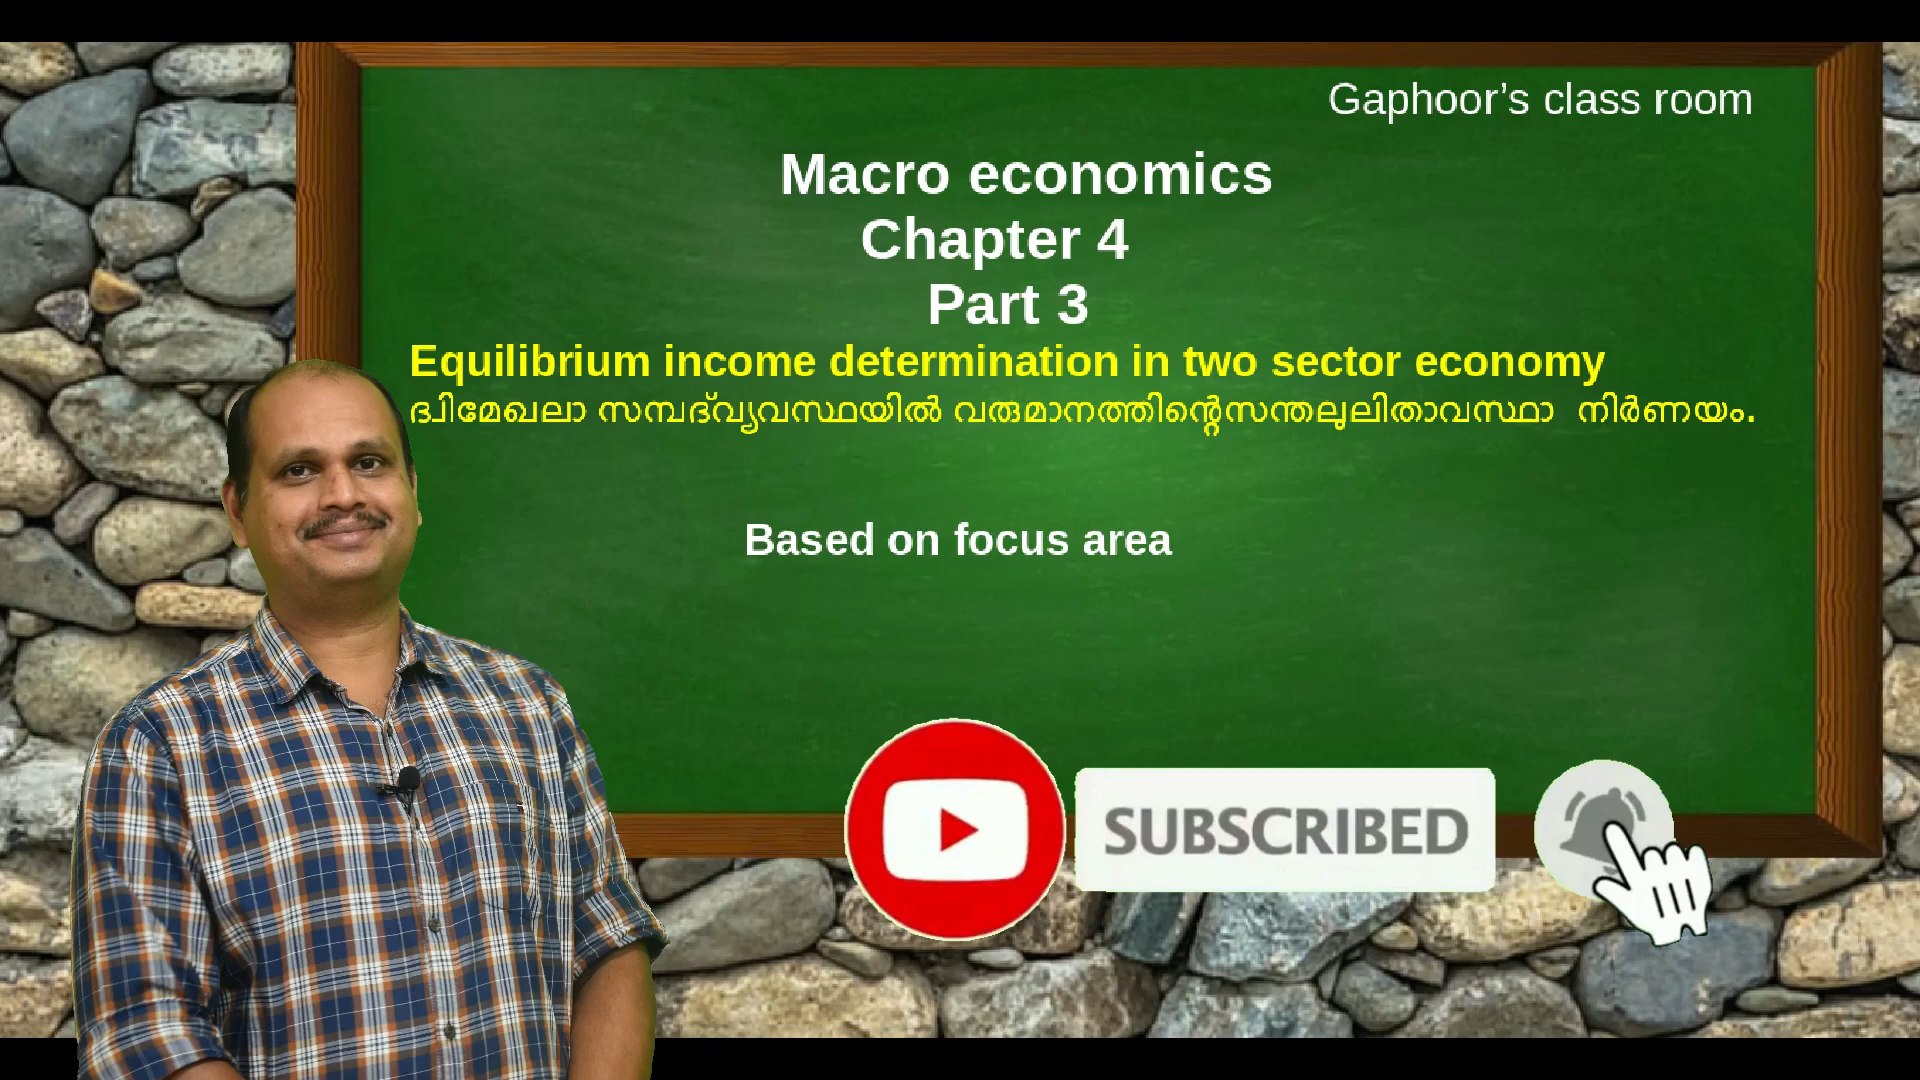 Gaphoor’s class room
Macro economics
Chapter 4
Part 3
Equilibrium income determination in two sector economy
ദ്വിമേഖലാ സമ്പദ്‌വ്യവസ്ഥയിൽ വരുമാനത്തിന്റെസന്തലുലിതാവസ്ഥാ നിർണയം.
Based on focus area
SUBSCRIBED